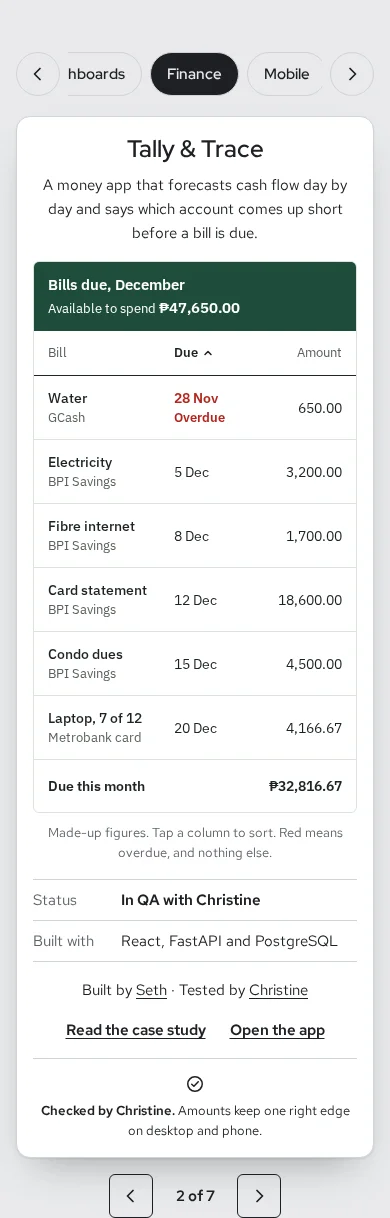 hboards
Finance
Mobile
Tally & Trace
A money app that forecasts cash flow day by
day and says which account comes up short
before a bill is due.
Bills due, December
Available to spend ₱47,650.00
Bill Due Amount
Water 28 Nov 650.00
GCash Overdue
Electricity 5 Dec 3,200.00
BPI Savings
Fibre internet 8 Dec 1,700.00
BPI Savings
Card statement 12 Dec 18,600.00
BPI Savings
Condo dues 15 Dec 4,500.00
BPI Savings
Laptop, 7 of 12 20 Dec 4,166.67
Metrobank card
Due this month ₱32,816.67
Made-up figures. Tap a column to sort. Red means
overdue, and nothing else.
Status In QA with Christine
Built with React, FastAPI and PostgreSQL
Built by Seth · Tested by Christine
Read the case study Open the app
Checked by Christine. Amounts keep one right edge
on desktop and phone.
2 of 7